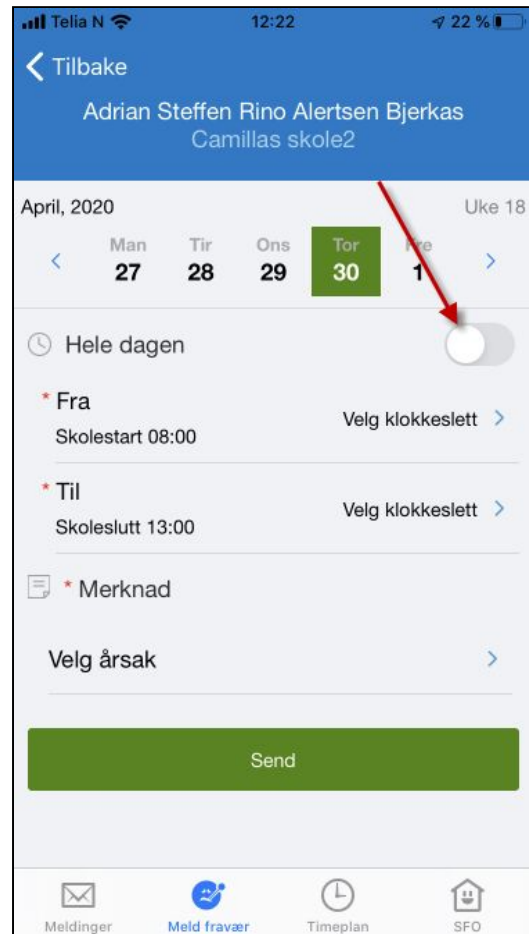 Telia N 12:22 22 %
Tilbake
Adrian Steffen Rino Alertsen Bjerkas
Camillas skole2
April, 2020 Uke 18
Man Tir Ons Tor Fre
27 28 29 30 1
Hele dagen
* Fra
Skolestart 08:00 Velg klokkeslett
* Til
Skoleslutt 13:00 Velg klokkeslett
* Merknad
Velg årsak
Send
Meldinger Meld fravær Timeplan SFO